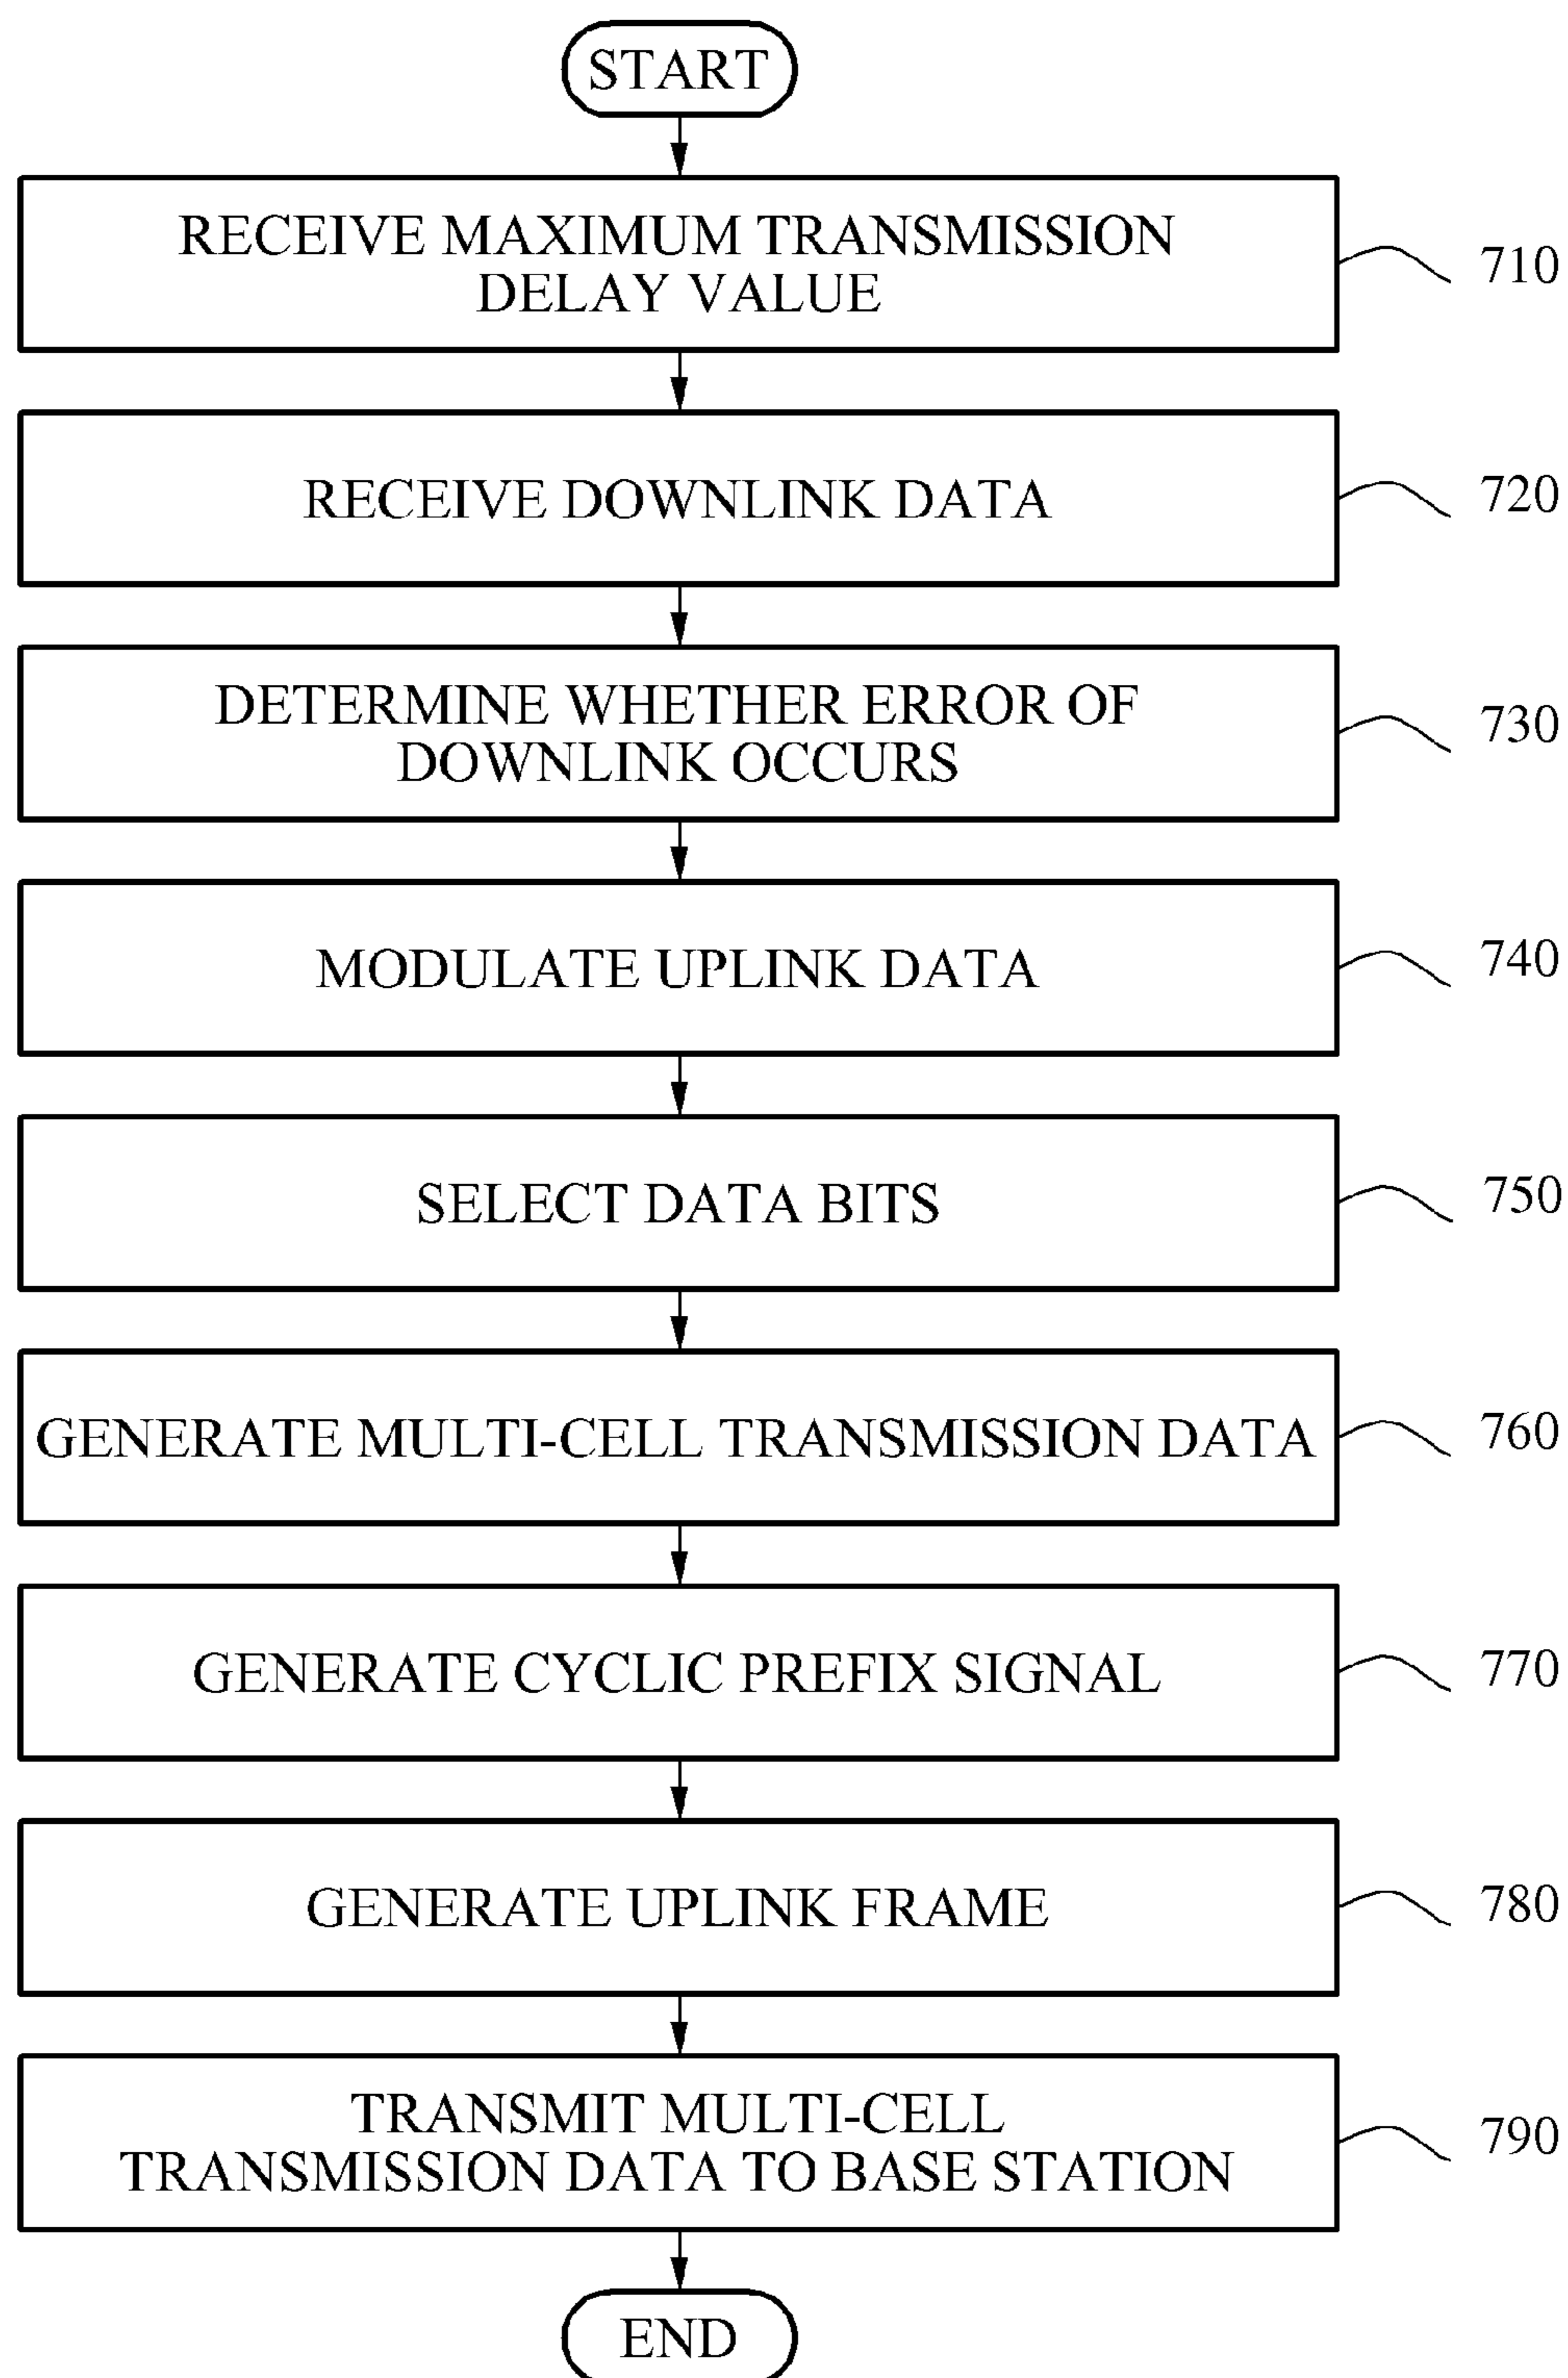 START
RECEIVE MAXIMUM TRANSMISSION
DELAY VALUE
710
RECEIVE DOWNLINK DATA
720
DETERMINE WHETHER ERROR OF
DOWNLINK OCCURS
730
MODULATE UPLINK DATA
740
SELECT DATA BITS
750
GENERATE MULTI-CELL TRANSMISSION DATA
760
GENERATE CYCLIC PREFIX SIGNAL
770
GENERATE UPLINK FRAME
780
TRANSMIT MULTI-CELL
TRANSMISSION DATA TO BASE STATION
790
END